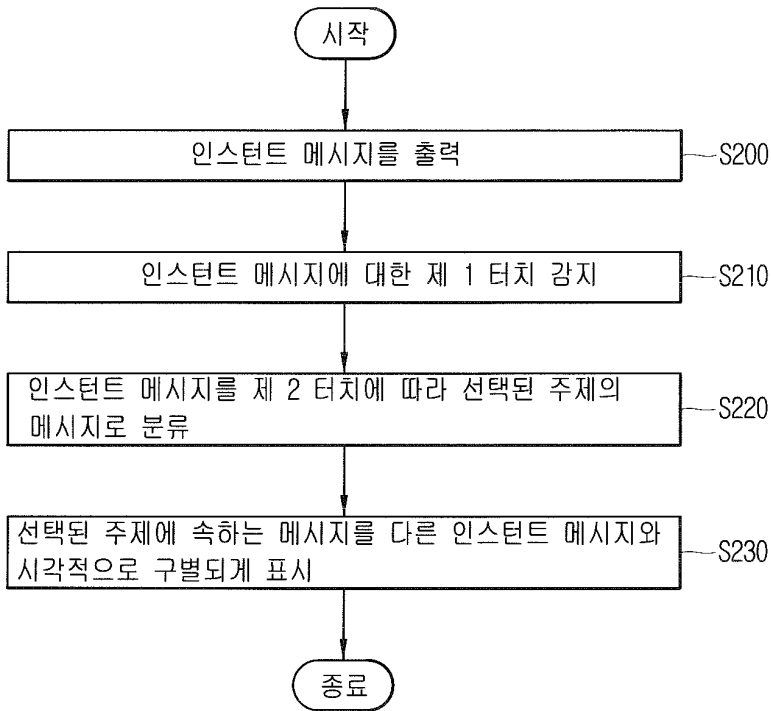 시작
인스턴트 메시지를 출력
S200
인스턴트 메시지에 대한 제 1 터치 감지
S210
인스턴트 메시지를 제 2 터치에 따라 선택된 주제의
메시지로 분류
S220
선택된 주제에 속하는 메시지를 다른 인스턴트 메시지와
시각적으로 구별되게 표시
S230
종료